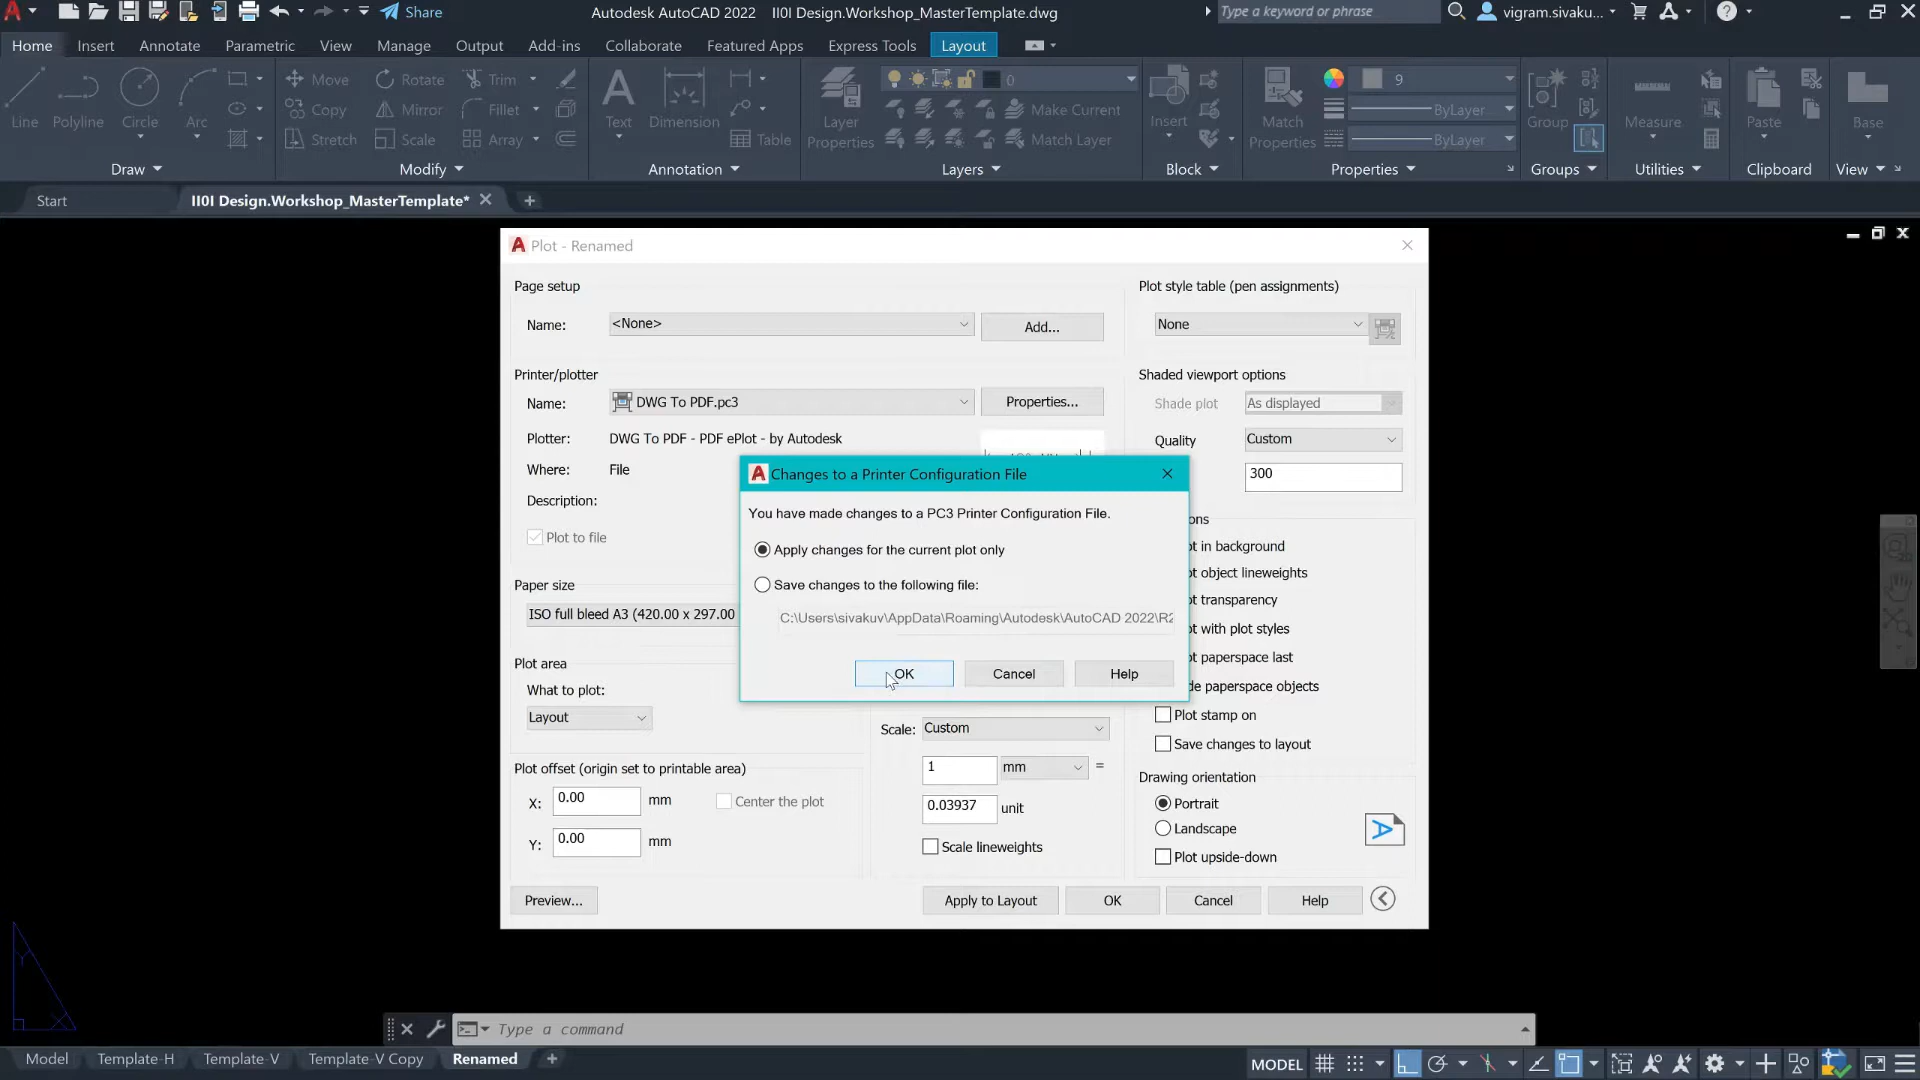 Share
Autodesk AutoCAD 2022 II0I Design.Workshop_MasterTemplate.dwg
Type a keyword or phrase
vigram.sivaku...
Home Insert Annotate Parametric View Manage Output Add-ins Collaborate Featured Apps Express Tools Layout
Move Rotate Trim 0 9
Copy Mirror Fillet Make Current ByLayer
Line Polyline Circle Arc Text Dimension Layer Properties Insert Match Properties Group Measure Paste Base
Stretch Scale Array Table Match Layer ByLayer
Draw Modify Annotation Layers Block Properties Groups Utilities Clipboard View
Start II0I Design.Workshop_MasterTemplate*
Plot - Renamed
Page setup
Name: <None> Add...
Plot style table (pen assignments)
None
Printer/plotter
Name: DWG To PDF.pc3 Properties...
Plotter: DWG To PDF - PDF ePlot - by Autodesk
Where: File
Description:
Plot to file
Shaded viewport options
Shade plot As displayed
Quality Custom
300
Changes to a Printer Configuration File
You have made changes to a PC3 Printer Configuration File.
Apply changes for the current plot only
Save changes to the following file:
C:\Users\sivakuv\AppData\Roaming\Autodesk\AutoCAD 2022\R2
OK Cancel Help
Paper size
ISO full bleed A3 (420.00 x 297.00
Plot area
What to plot:
Layout
Plot offset (origin set to printable area)
X: 0.00 mm Center the plot
Y: 0.00 mm
Scale: Custom
1 mm =
0.03937 unit
Scale lineweights
ons
ot in background
ot object lineweights
ot transparency
ot with plot styles
ot paperspace last
de paperspace objects
Plot stamp on
Save changes to layout
Drawing orientation
Portrait
Landscape
Plot upside-down
A
Preview... Apply to Layout OK Cancel Help
Type a command
Model Template-H Template-V Template-V Copy Renamed
MODEL